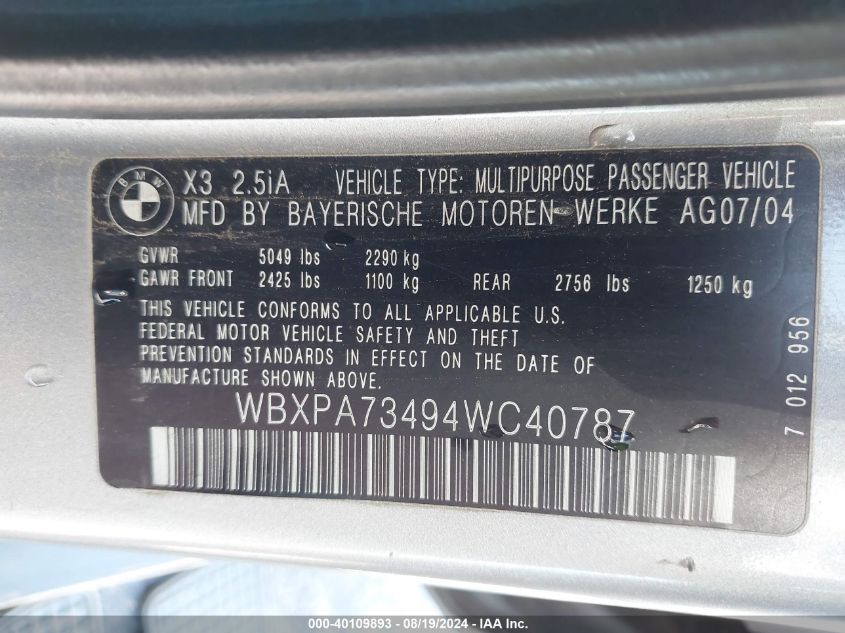 BMW
X3 2.5iA VEHICLE TYPE: MULTIPURPOSE PASSENGER VEHICLE
MFD BY BAYERISCHE MOTOREN WERKE AG07/04
GVWR 5049 lbs 2290 kg
GAWR FRONT 2425 lbs 1100 kg REAR 2756 lbs 1250 kg
THIS VEHICLE CONFORMS TO ALL APPLICABLE U.S.
FEDERAL MOTOR VEHICLE SAFETY AND THEFT
PREVENTION STANDARDS IN EFFECT ON THE DATE OF
MANUFACTURE SHOWN ABOVE.
WBXPA73494WC40787
7 012 956
000-40109893 - 08/19/2024 - IAA Inc.